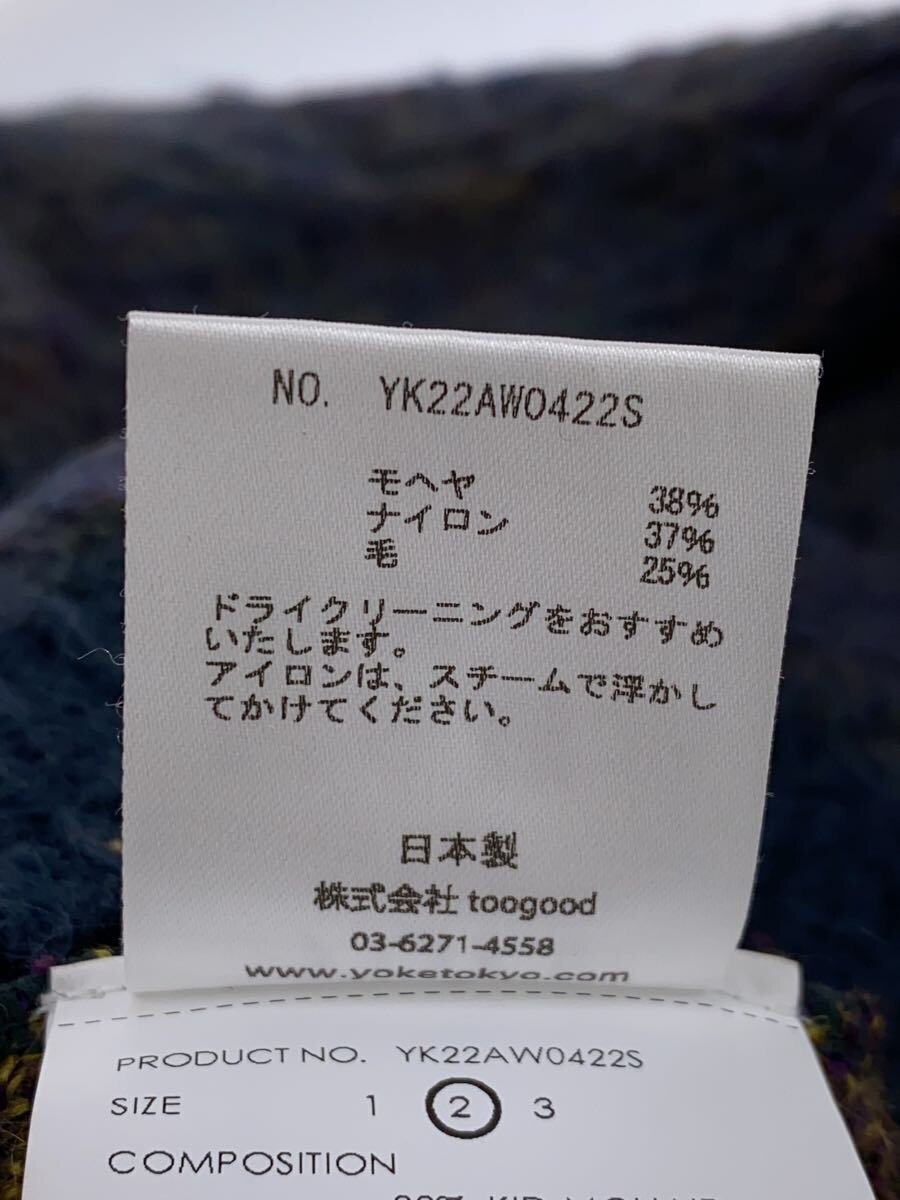 NO. YK22AW0422S
モヘヤ 38%
ナイロン 37%
毛 25%
ドライクリーニングをおすすめ
いたします。
アイロンは、スチームで浮かし
てかけてください。
日本製
株式会社 toogood
03-6271-4558
www.yoketokyo.com
PRODUCT NO. YK22AW0422S
SIZE 1 2 3
COMPOSITION